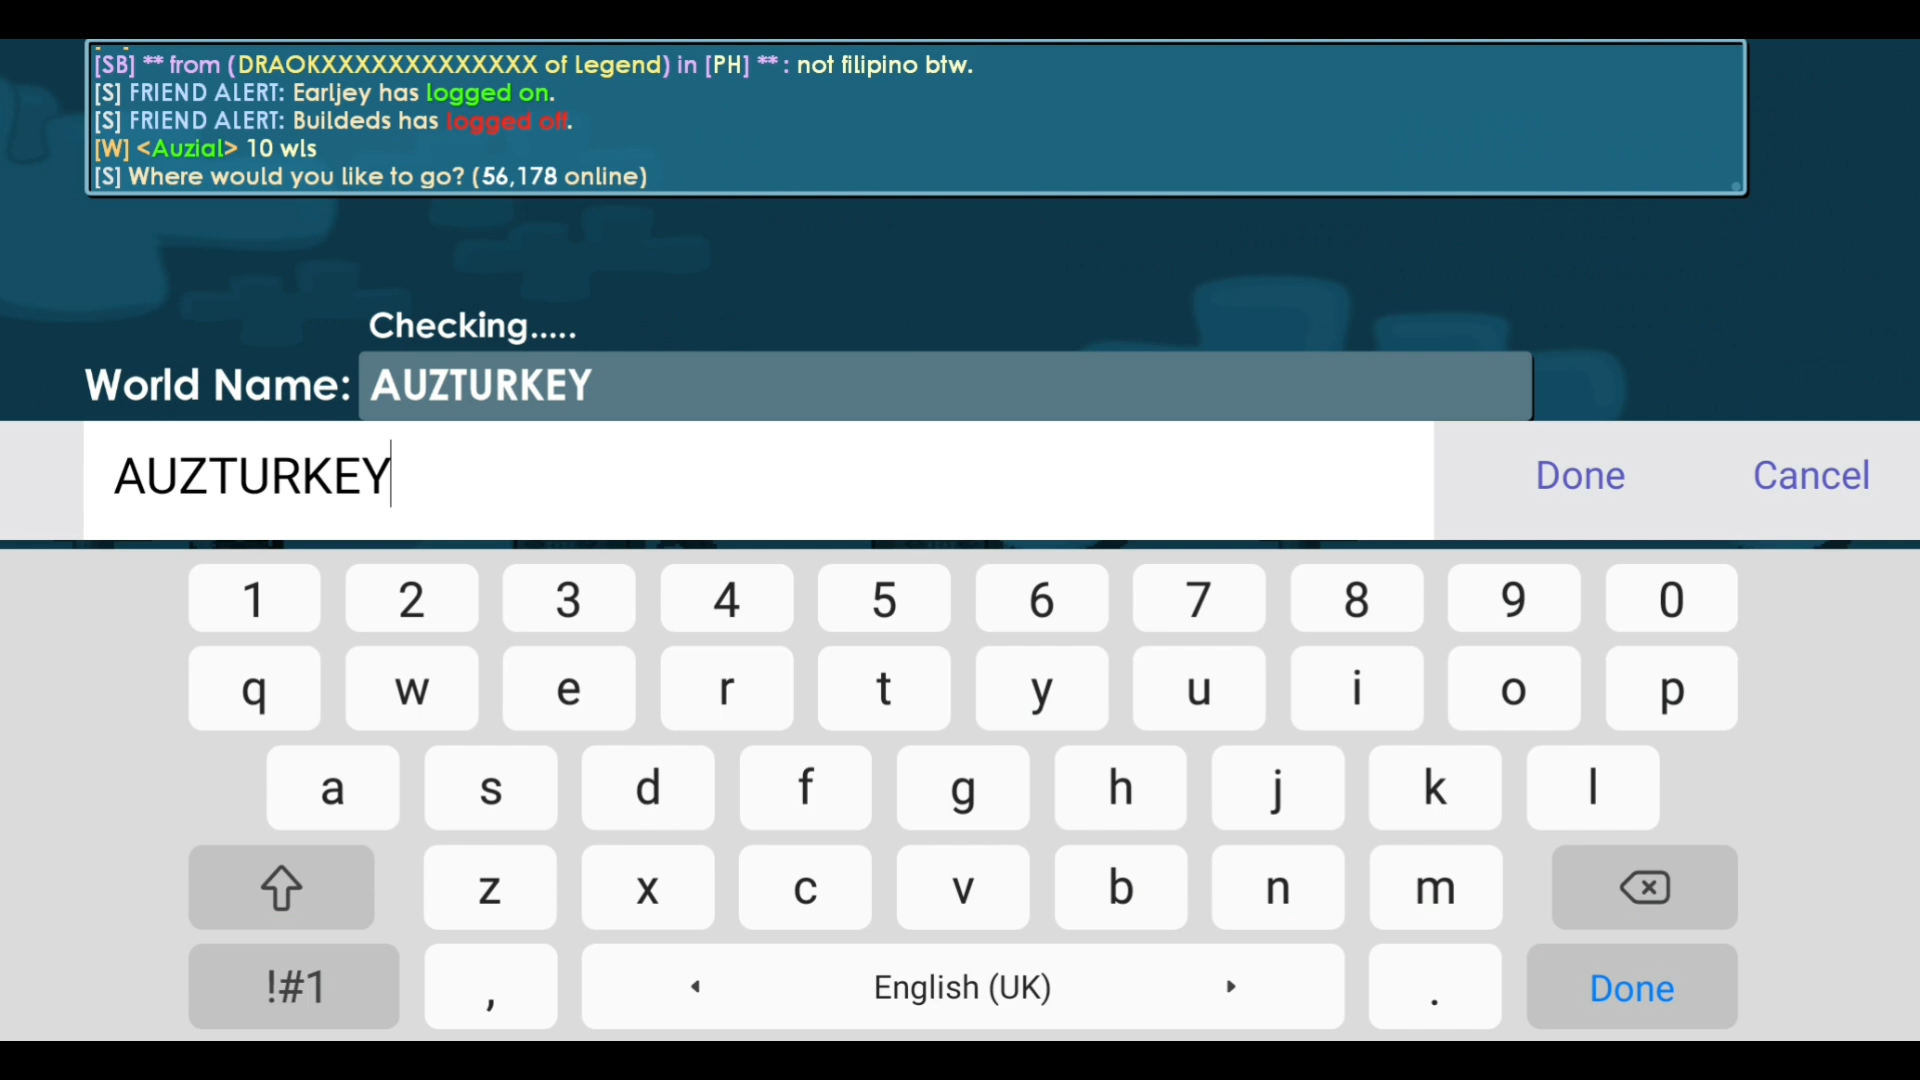 [SB] ** from (DRAOKXXXXXXXXXXXXX of Legend) in [PH] ** : not filipino btw.
[S] FRIEND ALERT: Earljey has logged on.
[S] FRIEND ALERT: Buildeds has logged off.
[W] <Auzial> 10 wls
[S] Where would you like to go? (56,178 online)
Checking.....
World Name: AUZTURKEY
AUZTURKEY Done Cancel
1 2 3 4 5 6 7 8 9 0
q w e r t y u i o p
a s d f g h j k l
z x c v b n m
!#1 , English (UK) . Done